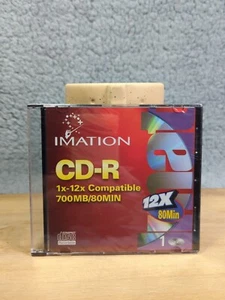 IMATION
CD-R
1x-12x Compatible
700MB/80MIN
12X
80Min
1